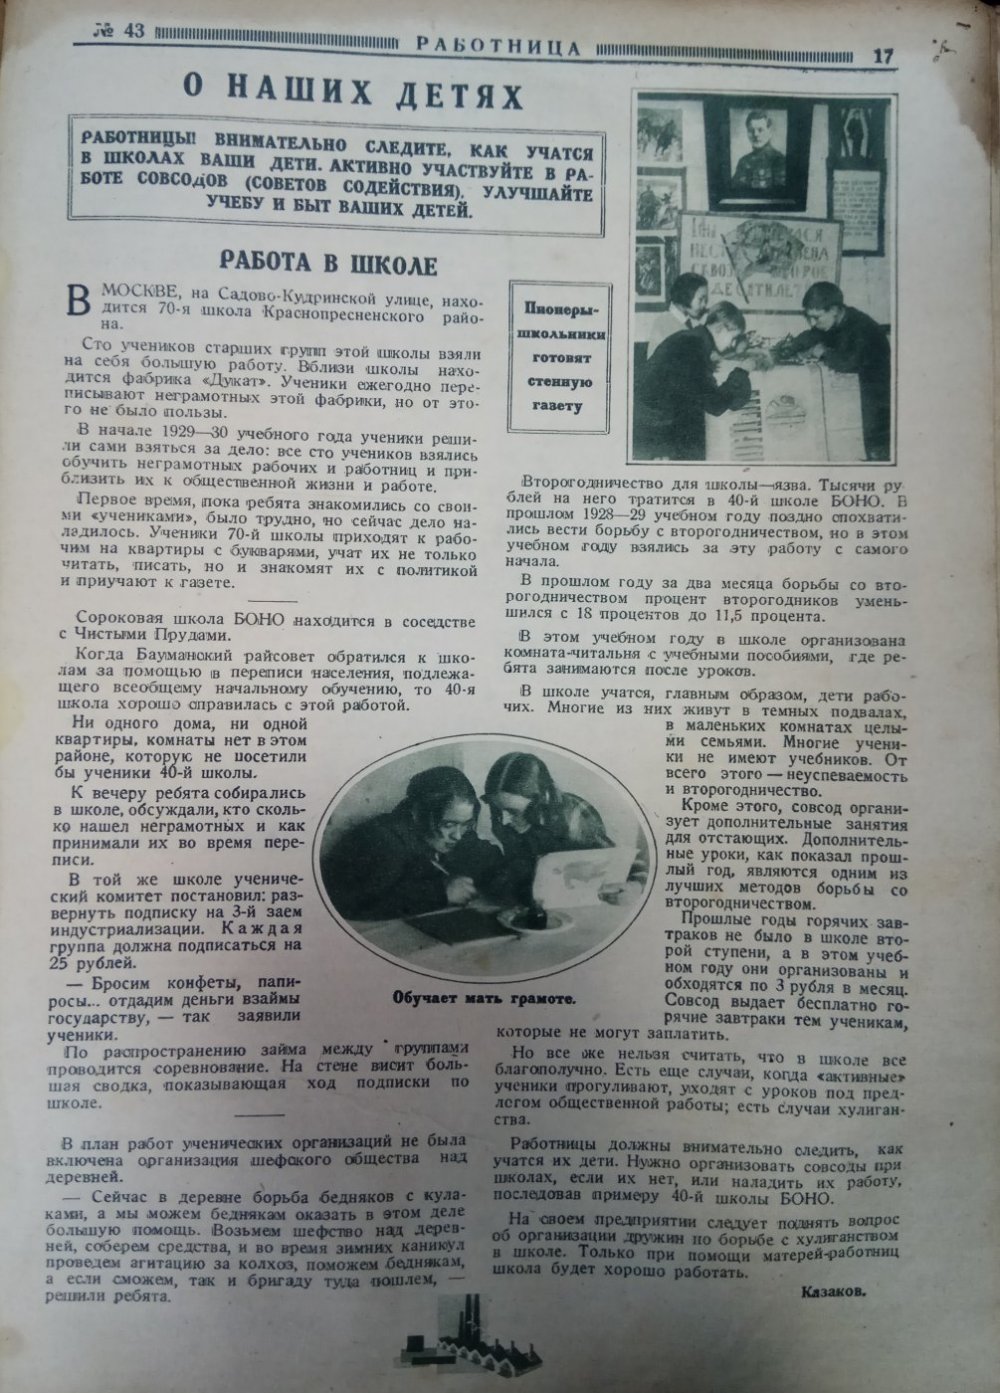 № 43
РАБОТНИЦА
17
О НАШИХ ДЕТЯХ
РАБОТНИЦЫ! ВНИМАТЕЛЬНО СЛЕДИТЕ, КАК УЧАТСЯ
В ШКОЛАХ ВАШИ ДЕТИ. АКТИВНО УЧАСТВУЙТЕ В РА-
БОТЕ СОВСОДОВ (СОВЕТОВ СОДЕЙСТВИЯ). УЛУЧШАЙТЕ
УЧЕБУ И БЫТ ВАШИХ ДЕТЕЙ.
РАБОТА В ШКОЛЕ
В МОСКВЕ, на Садово-Кудринской улице, нахо-
дится 70-я школа Краснопресненского райо-
на.
Сто учеников старших групп этой школы взяли
на себя большую работу. Вблизи школы нахо-
дится фабрика «Дукат». Ученики ежегодно пере-
писывают неграмотных этой фабрики, но от это-
го не было пользы.
В начале 1929—30 учебного года ученики реши-
ли сами взяться за дело: все сто учеников взялись
обучить неграмотных рабочих и работниц и при-
близить их к общественной жизни и работе.
Первое время, пока ребята знакомились со свои-
ми «учениками», было трудно, но сейчас дело на-
ладилось. Ученики 70-й школы приходят к рабо-
чим на квартиры с букварями, учат их не только
читать, писать, но и знакомят их с политикой
и приучают к газете.
Сороковая школа БОНО находится в соседстве
с Чистыми Прудами.
Когда Бауманский райсовет обратился к шко-
лам за помощью в переписи населения, подлежа-
щего всеобщему начальному обучению, то 40-я
школа хорошо справилась с этой работой.
Ни одного дома, ни одной
квартиры, комнаты нет в этом
районе, которую не посетили
бы ученики 40-й школы.
К вечеру ребята собирались
в школе, обсуждали, кто сколь-
ко нашел неграмотных и как
принимали их во время пере-
писи.
В той же школе учениче-
ский комитет постановил: раз-
вернуть подписку на 3-й заем
индустриализации. Каждая
группа должна подписаться на
25 рублей.
— Бросим конфеты, папи-
росы... отдадим деньги взаймы
государству, — так заявили
ученики.
По распространению займа между группами
проводится соревнование. На стене висит боль-
шая сводка, показывающая ход подписки по
школе.
В план работ ученических организаций не была
включена организация шефского общества над
деревней.
— Сейчас в деревне борьба бедняков с кула-
ками, а мы можем беднякам оказать в этом деле
большую помощь. Возьмем шефство над дерев-
ней, соберем средства, и во время зимних каникул
проведем агитацию за колхоз, поможем беднякам,
а если сможем, так и бригаду туда пошлем, —
решили ребята.
Пионеры-
школьники
готовят
стенную
газету
Второгодничество для школы—язва. Тысячи ру-
блей на него тратится в 40-й школе БОНО. В
прошлом 1928—29 учебном году поздно спохвати-
лись вести борьбу с второгодничеством, но в этом
учебном году взялись за эту работу с самого
начала.
В прошлом году за два месяца борьбы со вто-
рогодничеством процент второгодников умень-
шился с 18 процентов до 11,5 процента.
В этом учебном году в школе организована
комната-читальня с учебными пособиями, где ре-
бята занимаются после уроков.
В школе учатся, главным образом, дети рабо-
чих. Многие из них живут в темных подвалах,
в маленьких комнатах целы-
ми семьями. Многие учени-
ки не имеют учебников. От
всего этого — неуспеваемость
и второгодничество.
Кроме этого, совсод органи-
зует дополнительные занятия
для отстающих. Дополнитель-
ные уроки, как показал прош-
лый год, являются одним из
лучших методов борьбы со
второгодничеством.
Прошлые годы горячих зав-
траков не было в школе вто-
рой ступени, а в этом учеб-
ном году они организованы и
обходятся по 3 рубля в месяц.
Совсод выдает бесплатно го-
рячие завтраки тем ученикам,
которые не могут заплатить.
Но все же нельзя считать, что в школе все
благополучно. Есть еще случаи, когда «активные»
ученики прогуливают, уходят с уроков под пред-
логом общественной работы; есть случаи хулиган-
ства.
Работницы должны внимательно следить, как
учатся их дети. Нужно организовать совсоды при
школах, если их нет, или наладить их работу,
последовав примеру 40-й школы БОНО.
На своем предприятии следует поднять вопрос
об организации дружин по борьбе с хулиганством
в школе. Только при помощи матерей-работниц
школа будет хорошо работать.
Казаков.
Обучает мать грамоте.